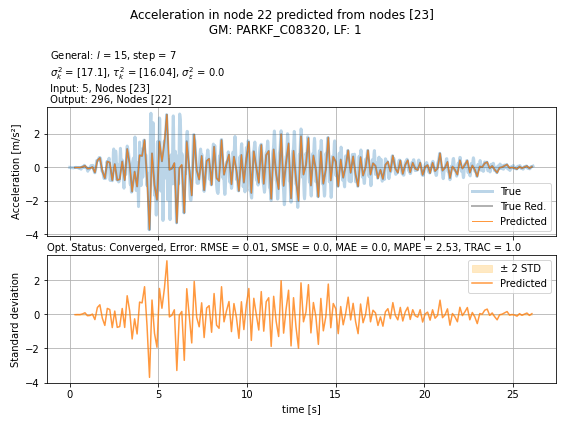 Acceleration in node 22 predicted from nodes [23]
GM: PARKF_C08320, LF: 1
General: l = 15, step = 7
σ²ₖ = [17.1], τ²ₖ = [16.04], σ²ε = 0.0
Input: 5, Nodes [23]
Output: 296, Nodes [22]
Acceleration [m/s²]
2
0
−2
−4
True
True Red.
Predicted
Opt. Status: Converged, Error: RMSE = 0.01, SMSE = 0.0, MAE = 0.0, MAPE = 2.53, TRAC = 1.0
Standard deviation
2
0
−2
−4
± 2 STD
Predicted
0 5 10 15 20 25
time [s]